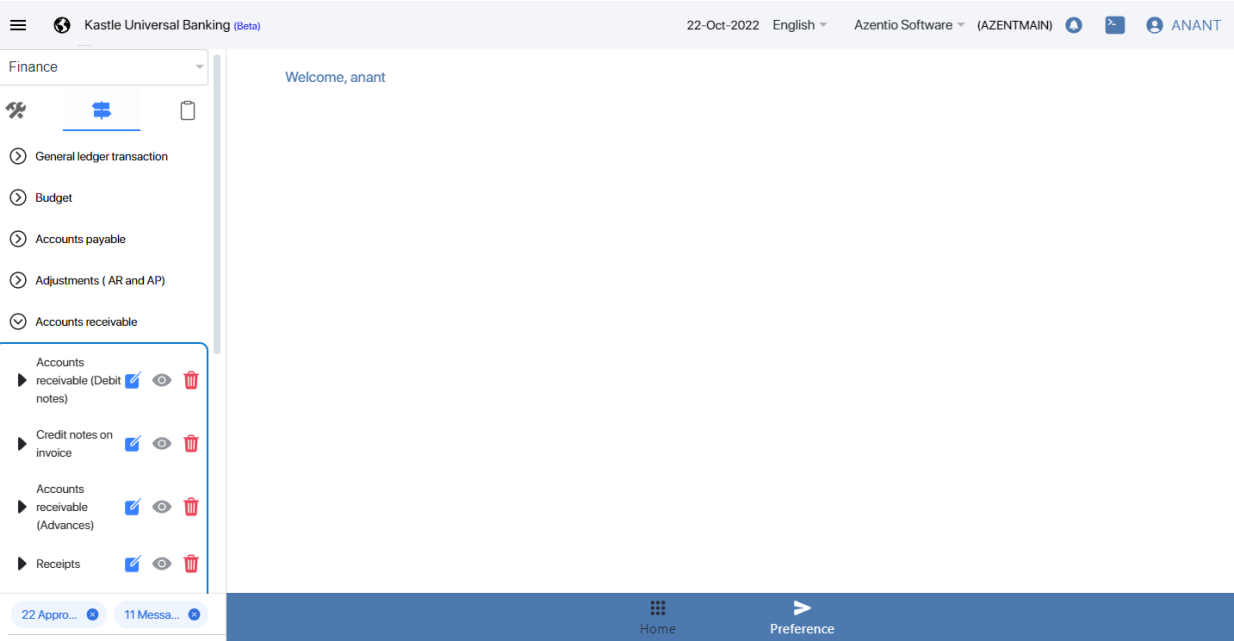 Kastle Universal Banking (Beta)
22-Oct-2022 English Azentio Software (AZENTMAIN) ANANT
Finance
Welcome, anant
General ledger transaction
Budget
Accounts payable
Adjustments ( AR and AP)
Accounts receivable
Accounts
receivable (Debit
notes)
Credit notes on
invoice
Accounts
receivable
(Advances)
Receipts
22 Appro...
11 Messa...
Home
Preference